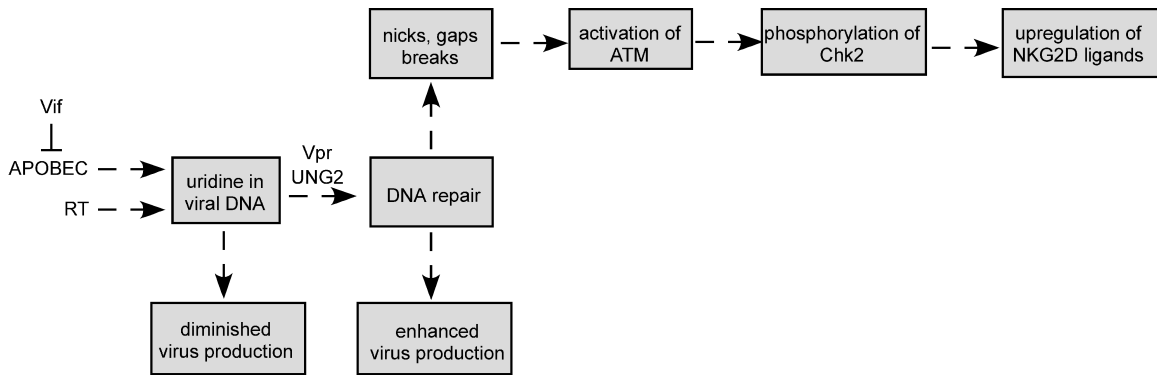 nicks, gaps
breaks
activation of
ATM
phosphorylation of
Chk2
upregulation of
NKG2D ligands
Vif
APOBEC
RT
uridine in
viral DNA
Vpr
UNG2
DNA repair
diminished
virus production
enhanced
virus production